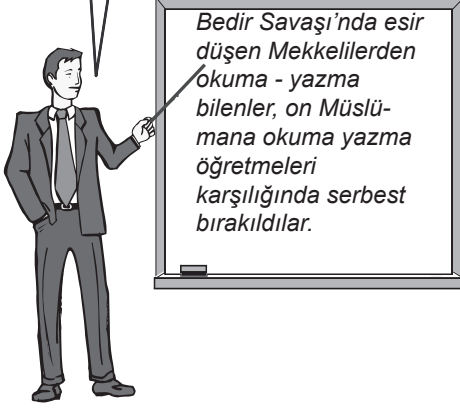 Bedir Savaşı’nda esir
düşen Mekkelilerden
okuma - yazma
bilenler, on Müslü-
mana okuma yazma
öğretmeleri
karşılığında serbest
bırakıldılar.